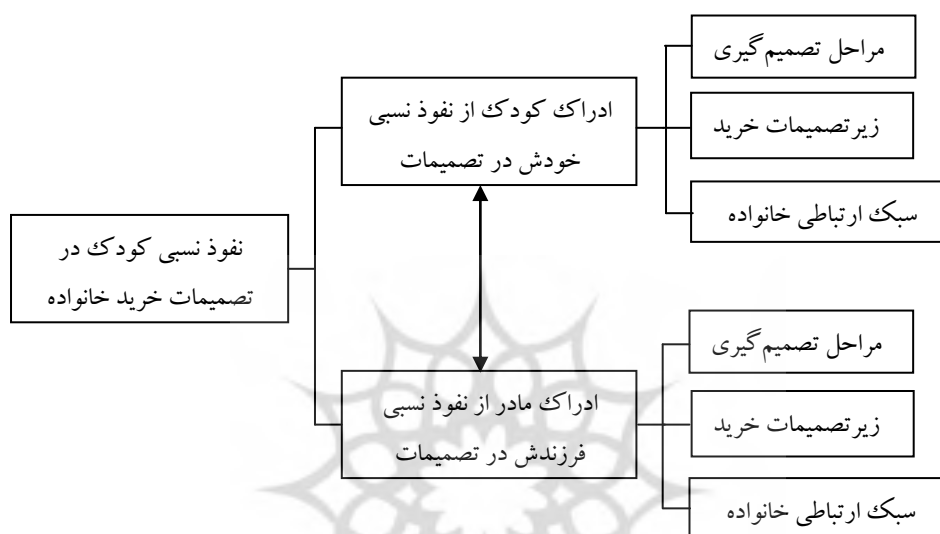 مراحل تصمیم‌گیری
ادراک کودک از نفوذ نسبی
خودش در تصمیمات
زیرتصمیمات خرید
سبک ارتباطی خانواده
نفوذ نسبی کودک در
تصمیمات خرید خانواده
مراحل تصمیم‌گیری
ادراک مادر از نفوذ نسبی
فرزندش در تصمیمات
زیرتصمیمات خرید
سبک ارتباطی خانواده